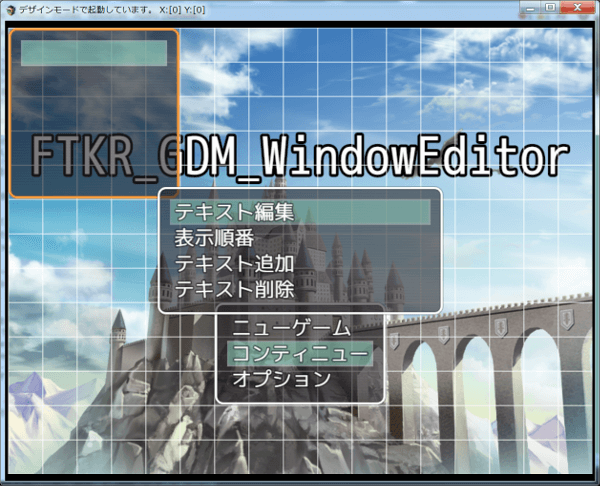 デザインモードで起動しています。 X:[0] Y:[0]
FTKR_GDM_WindowEditor
テキスト編集
表示順番
テキスト追加
テキスト削除
ニューゲーム
コンティニュー
オプション